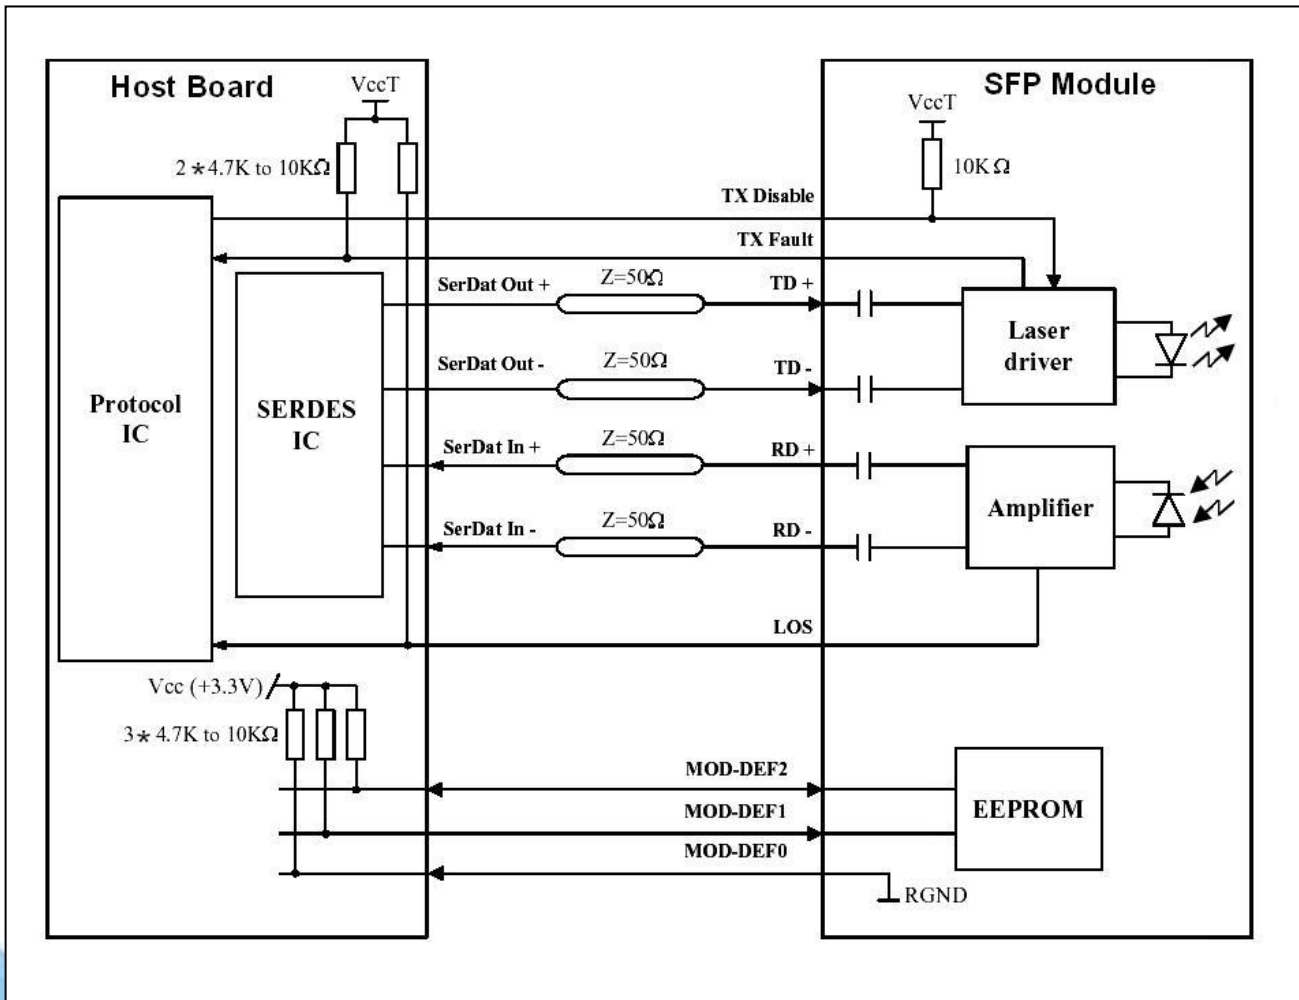 Host Board
SFP Module
VccT
VccT
2*4.7K to 10KΩ
10KΩ
TX Disable
TX Fault
SerDat Out +
Z=50Ω
TD +
Laser
driver
SerDat Out -
Z=50Ω
TD -
Protocol
IC
SERDES
IC
SerDat In +
Z=50Ω
RD +
Amplifier
SerDat In -
Z=50Ω
RD -
LOS
Vcc (+3.3V)
3* 4.7K to 10KΩ
MOD-DEF2
MOD-DEF1
EEPROM
MOD-DEF0
RGND